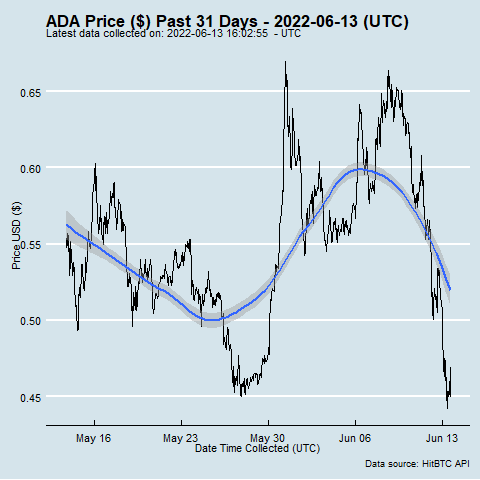 ADA Price ($) Past 31 Days - 2022-06-13 (UTC)
Latest data collected on: 2022-06-13 16:02:55 - UTC
Price USD ($)
0.65
0.60
0.55
0.50
0.45
May 16 May 23 May 30 Jun 06 Jun 13
Date Time Collected (UTC)
Data source: HitBTC API